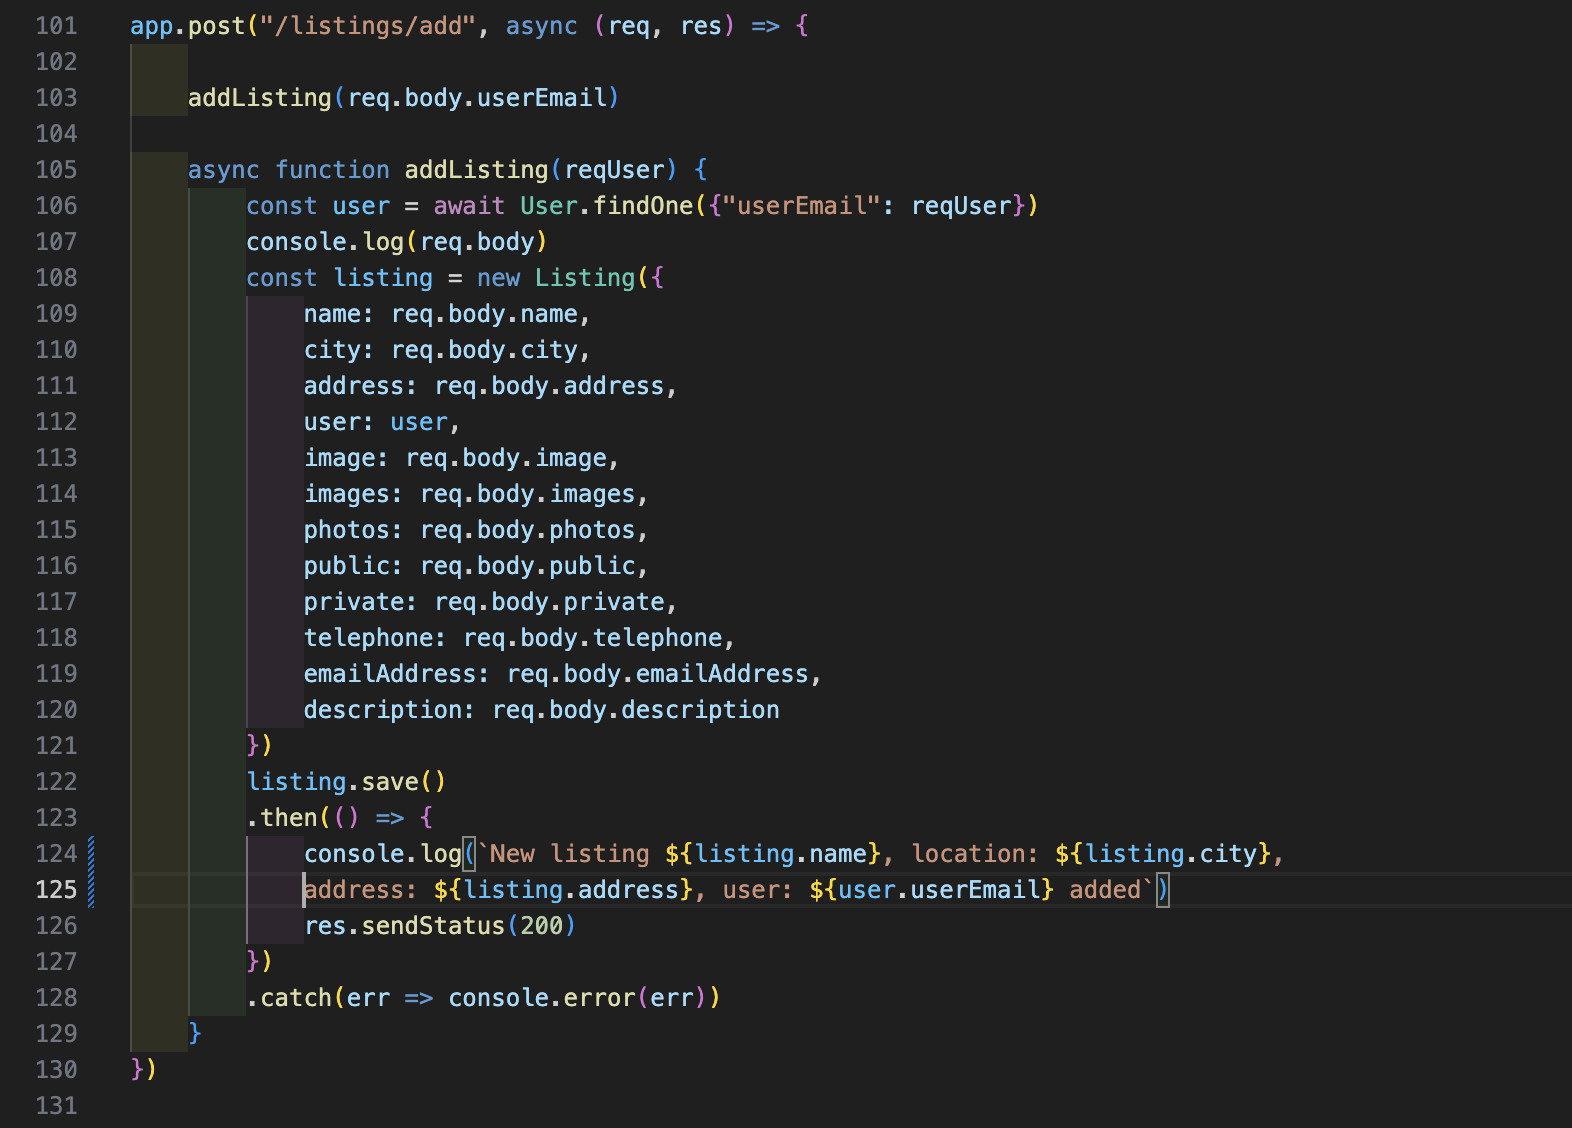 101 app.post("/listings/add", async (req, res) => {
102
103     addListing(req.body.userEmail)
104
105     async function addListing(reqUser) {
106         const user = await User.findOne({"userEmail": reqUser})
107         console.log(req.body)
108         const listing = new Listing({
109             name: req.body.name,
110             city: req.body.city,
111             address: req.body.address,
112             user: user,
113             image: req.body.image,
114             images: req.body.images,
115             photos: req.body.photos,
116             public: req.body.public,
117             private: req.body.private,
118             telephone: req.body.telephone,
119             emailAddress: req.body.emailAddress,
120             description: req.body.description
121         })
122         listing.save()
123         .then(() => {
124             console.log(`New listing ${listing.name}, location: ${listing.city},
125             address: ${listing.address}, user: ${user.userEmail} added`)
126             res.sendStatus(200)
127         })
128         .catch(err => console.error(err))
129     }
130 })
131